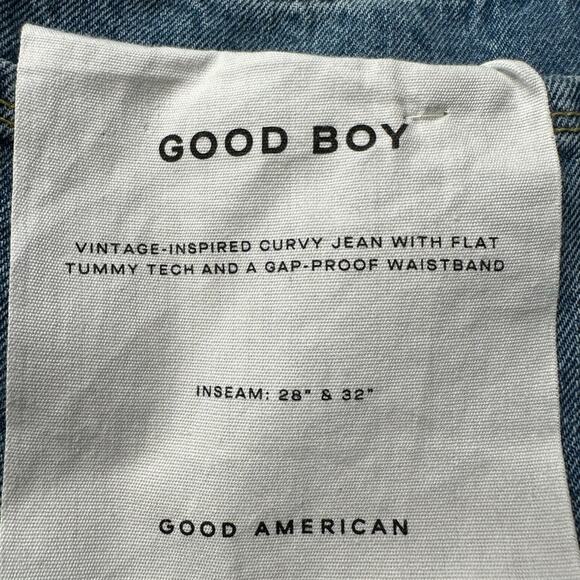 GOOD BOY
VINTAGE-INSPIRED CURVY JEAN WITH FLAT
TUMMY TECH AND A GAP-PROOF WAISTBAND
INSEAM: 28" & 32"
GOOD AMERICAN